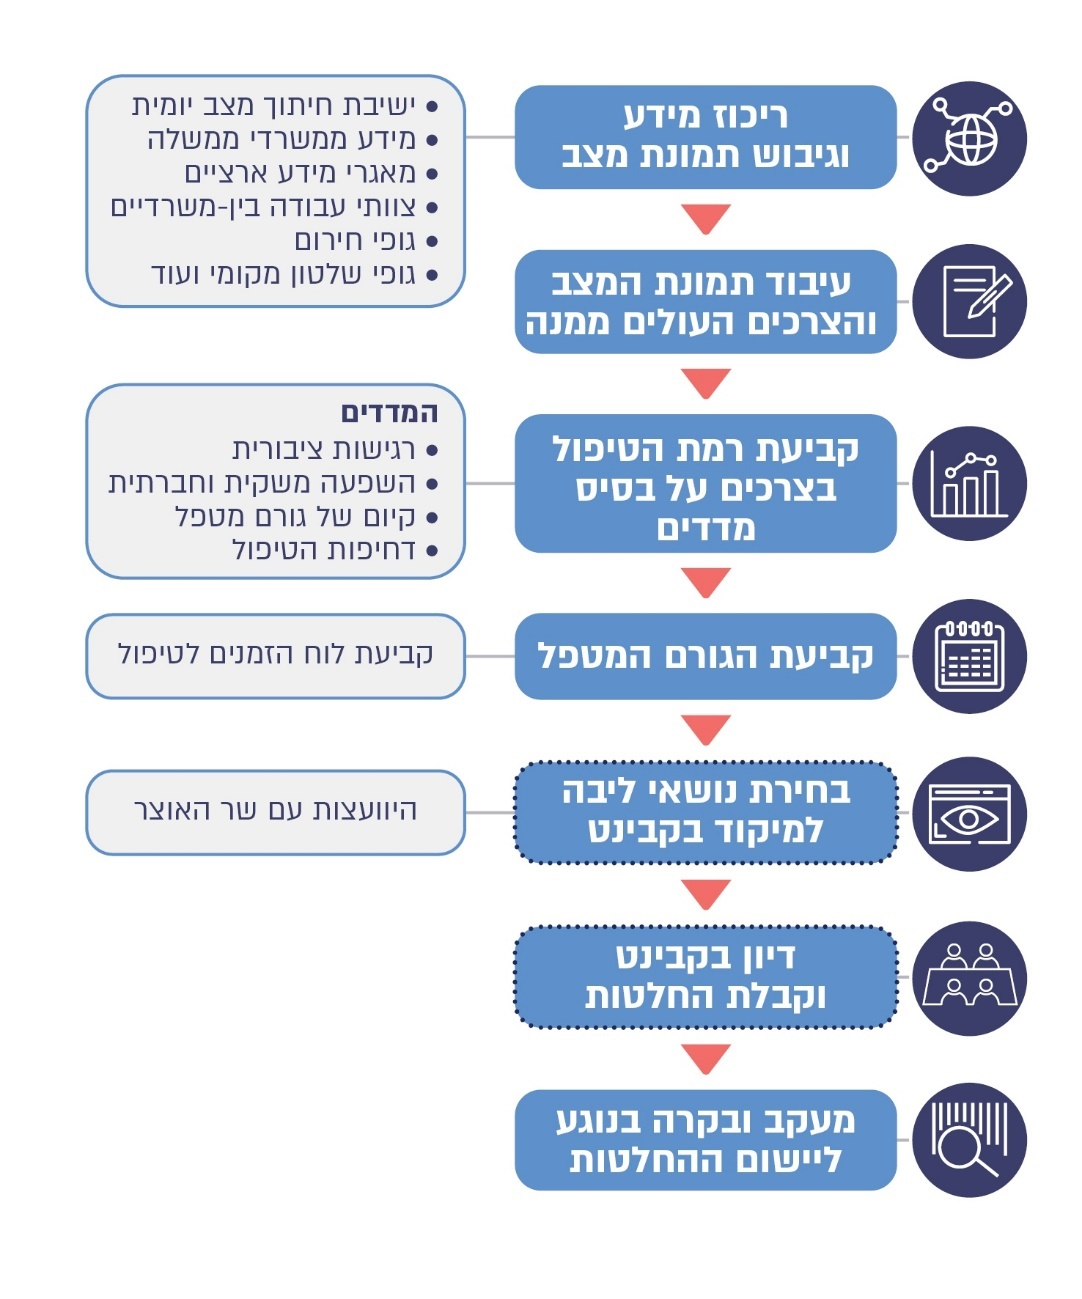 ריכוז מידע
וגיבוש תמונת מצב
• ישיבת חיתוך מצב יומית
• מידע ממשרדי ממשלה
• מאגרי מידע ארציים
• צוותי עבודה בין-משרדיים
• גופי חירום
• גופי שלטון מקומי ועוד
עיבוד תמונת המצב
והצרכים העולים ממנה
קביעת רמת הטיפול
בצרכים על בסיס
מדדים
המדדים
• רגישות ציבורית
• השפעה משקית וחברתית
• קיום של גורם מטפל
• דחיפות הטיפול
קביעת הגורם המטפל
קביעת לוח הזמנים לטיפול
בחירת נושאי ליבה
למיקוד בקבינט
היוועצות עם שר האוצר
דיון בקבינט
וקבלת החלטות
מעקב ובקרה בנוגע
ליישום ההחלטות